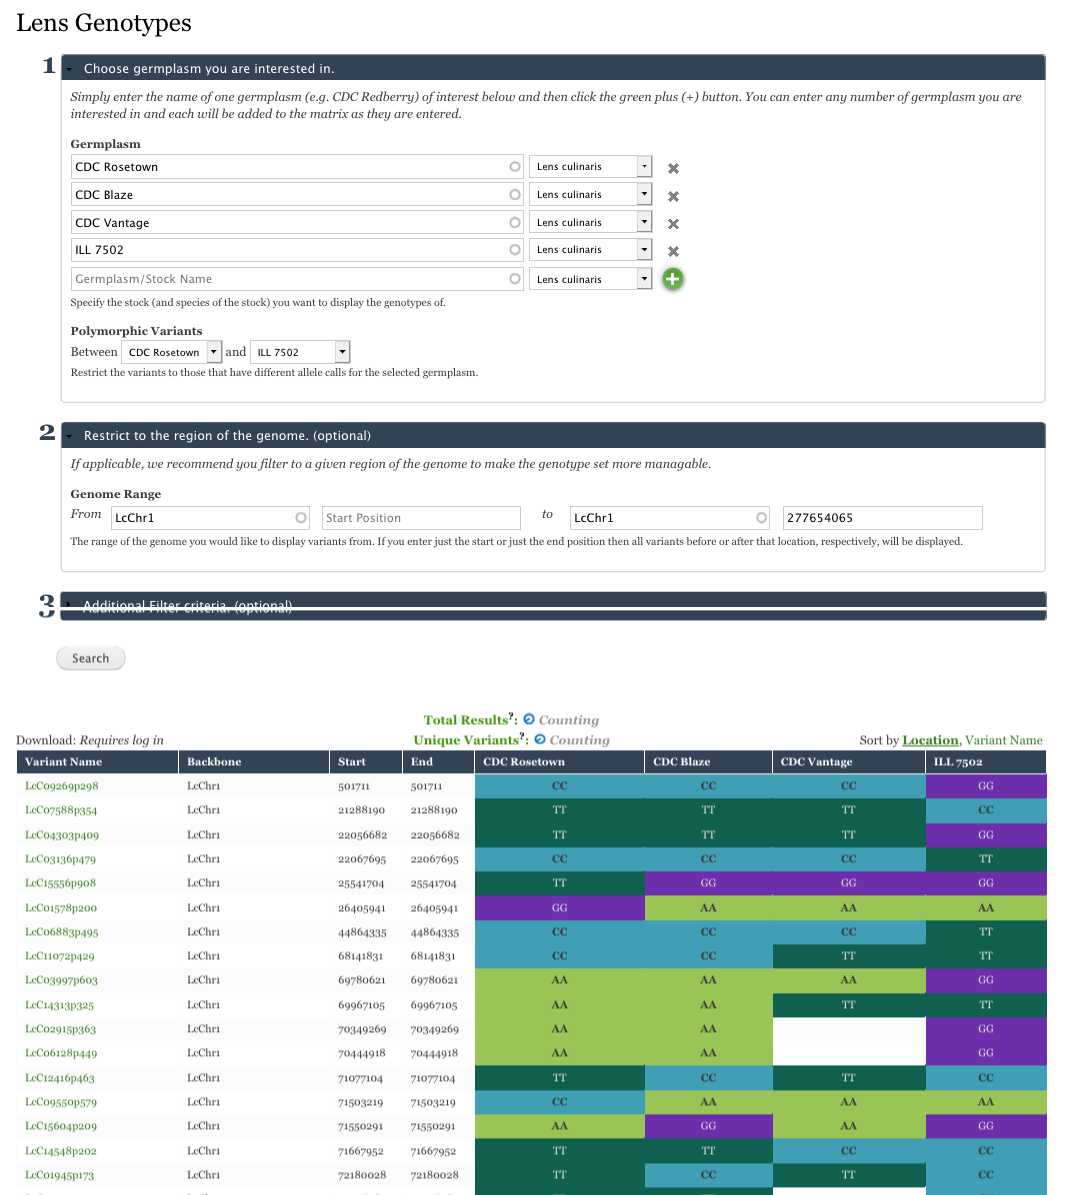 Lens Genotypes
1 Choose germplasm you are interested in.
Simply enter the name of one germplasm (e.g. CDC Redberry) of interest below and then click the green plus (+) button. You can enter any number of germplasm you are
interested in and each will be added to the matrix as they are entered.
Germplasm
CDC Rosetown Lens culinaris
CDC Blaze Lens culinaris
CDC Vantage Lens culinaris
ILL 7502 Lens culinaris
Germplasm/Stock Name Lens culinaris
Specify the stock (and species of the stock) you want to display the genotypes of.
Polymorphic Variants
Between CDC Rosetown and ILL 7502
Restrict the variants to those that have different allele calls for the selected germplasm.
2 Restrict to the region of the genome. (optional)
If applicable, we recommend you filter to a given region of the genome to make the genotype set more managable.
Genome Range
From LcChr1 Start Position to LcChr1 277654065
The range of the genome you would like to display variants from. If you enter just the start or just the end position then all variants before or after that location, respectively, will be displayed.
3 Additional Filter criteria. (optional)
Search
Total Results?: Counting
Download: Requires log in Unique Variants?: Counting Sort by Location, Variant Name
Variant Name Backbone Start End CDC Rosetown CDC Blaze CDC Vantage ILL 7502
LcC09269p298 LcChr1 501711 501711 CC CC CC GG
LcC07588p354 LcChr1 21288190 21288190 TT TT TT CC
LcC04303p409 LcChr1 22056682 22056682 TT TT TT GG
LcC03136p479 LcChr1 22067695 22067695 CC CC CC TT
LcC15556p908 LcChr1 25541704 25541704 TT GG GG GG
LcC01578p200 LcChr1 26405941 26405941 GG AA AA AA
LcC06883p495 LcChr1 44864335 44864335 CC CC CC TT
LcC11072p429 LcChr1 68141831 68141831 CC CC TT TT
LcC03997p603 LcChr1 69780621 69780621 AA AA AA GG
LcC14313p325 LcChr1 69967105 69967105 AA AA TT TT
LcC02915p363 LcChr1 70349269 70349269 AA AA GG
LcC06128p449 LcChr1 70444918 70444918 AA AA GG
LcC12416p463 LcChr1 71077104 71077104 TT CC TT CC
LcC09550p579 LcChr1 71503219 71503219 CC AA AA AA
LcC15604p209 LcChr1 71550291 71550291 AA GG AA GG
LcC14548p202 LcChr1 71667952 71667952 TT TT CC CC
LcC01945p173 LcChr1 72180028 72180028 TT CC TT CC